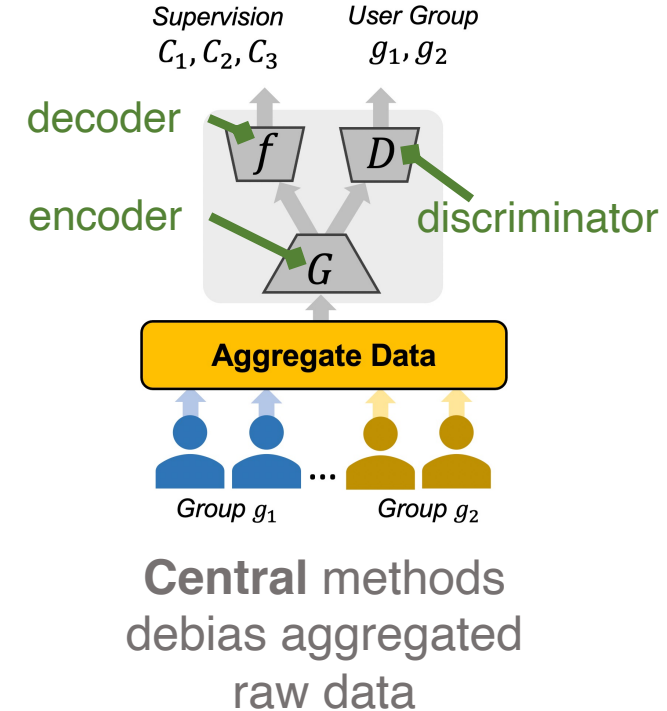 Supervision
C₁, C₂, C₃
User Group
g₁, g₂
decoder
f
D
encoder
discriminator
G
Aggregate Data
...
Group g₁
Group g₂
Central methods
debias aggregated
raw data